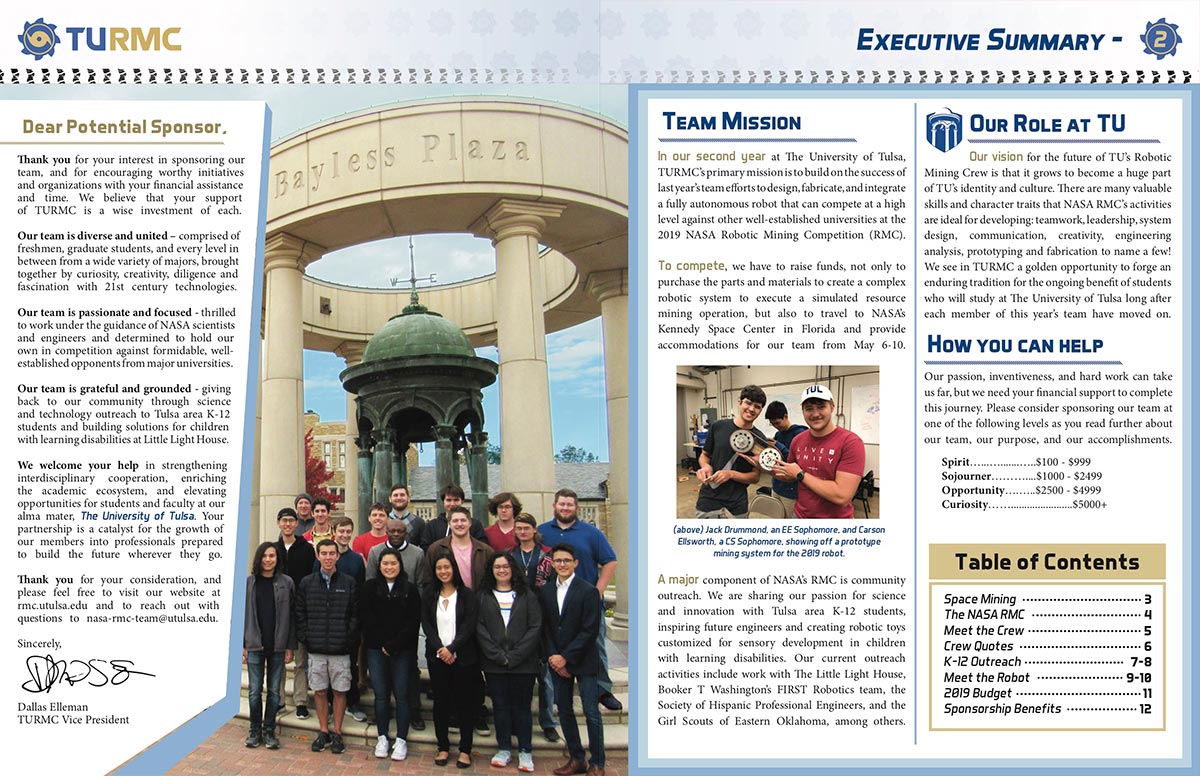 TURMC
Dear Potential Sponsor,
Thank you for your interest in sponsoring our
team, and for encouraging worthy initiatives
and organizations with your financial assistance
and time. We believe that your support
of TURMC is a wise investment of each.
Our team is diverse and united – comprised of
freshmen, graduate students, and every level in
between from a wide variety of majors, brought
together by curiosity, creativity, diligence and
fascination with 21st century technologies.
Our team is passionate and focused - thrilled
to work under the guidance of NASA scientists
and engineers and determined to hold our
own in competition against formidable, well-
established opponents from major universities.
Our team is grateful and grounded - giving
back to our community through science
and technology outreach to Tulsa area K-12
students and building solutions for children
with learning disabilities at Little Light House.
We welcome your help in strengthening
interdisciplinary cooperation, enriching
the academic ecosystem, and elevating
opportunities for students and faculty at our
alma mater, The University of Tulsa. Your
partnership is a catalyst for the growth of
our members into professionals prepared
to build the future wherever they go.
Thank you for your consideration, and
please feel free to visit our website at
rmc.utulsa.edu and to reach out with
questions to nasa-rmc-team@utulsa.edu.
Sincerely,
Dallas Elleman
TURMC Vice President
Bayless Plaza
W E
Executive Summary - 2
Team Mission
In our second year at The University of Tulsa,
TURMC's primary mission is to build on the success of
last year's team efforts to design, fabricate, and integrate
a fully autonomous robot that can compete at a high
level against other well-established universities at the
2019 NASA Robotic Mining Competition (RMC).
To compete, we have to raise funds, not only to
purchase the parts and materials to create a complex
robotic system to execute a simulated resource
mining operation, but also to travel to NASA's
Kennedy Space Center in Florida and provide
accommodations for our team from May 6-10.
TUL
LIVE
UNITY
(above) Jack Drummond, an EE Sophomore, and Carson
Ellsworth, a CS Sophomore, showing off a prototype
mining system for the 2019 robot.
A major component of NASA's RMC is community
outreach. We are sharing our passion for science
and innovation with Tulsa area K-12 students,
inspiring future engineers and creating robotic toys
customized for sensory development in children
with learning disabilities. Our current outreach
activities include work with The Little Light House,
Booker T Washington's FIRST Robotics team, the
Society of Hispanic Professional Engineers, and the
Girl Scouts of Eastern Oklahoma, among others.
Our Role at TU
Our vision for the future of TU's Robotic
Mining Crew is that it grows to become a huge part
of TU's identity and culture. There are many valuable
skills and character traits that NASA RMC's activities
are ideal for developing: teamwork, leadership, system
design, communication, creativity, engineering
analysis, prototyping and fabrication to name a few!
We see in TURMC a golden opportunity to forge an
enduring tradition for the ongoing benefit of students
who will study at The University of Tulsa long after
each member of this year's team have moved on.
How you can help
Our passion, inventiveness, and hard work can take
us far, but we need your financial support to complete
this journey. Please consider sponsoring our team at
one of the following levels as you read further about
our team, our purpose, and our accomplishments.
Spirit.....................$100 - $999
Sojourner.............$1000 - $2499
Opportunity.........$2500 - $4999
Curiosity...............................$5000+
Table of Contents
Space Mining ........................ 3
The NASA RMC ..................... 4
Meet the Crew ...................... 5
Crew Quotes ......................... 6
K-12 Outreach ..................... 7-8
Meet the Robot ................... 9-10
2019 Budget ......................... 11
Sponsorship Benefits .............. 12